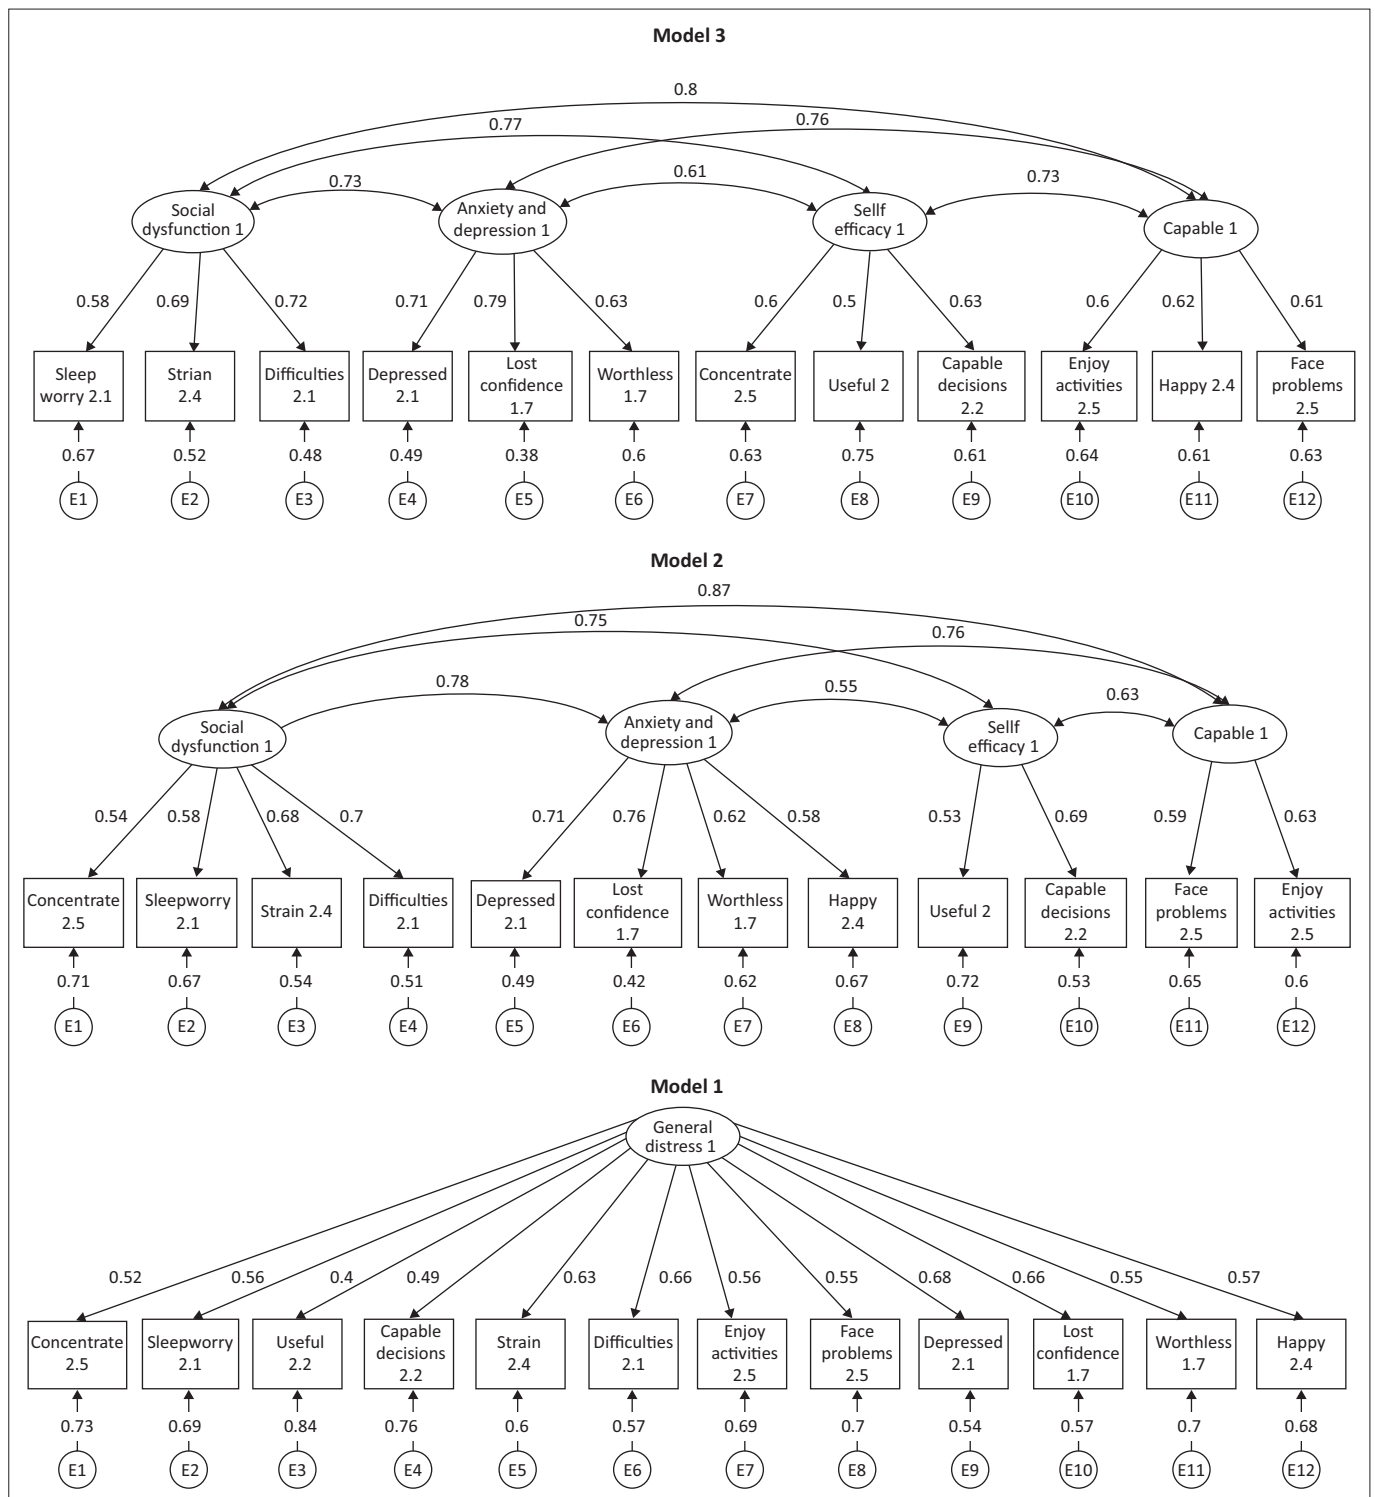 Model 3
0.8
0.77
0.76
0.73
0.61
0.73
Social
dysfunction 1
Anxiety and
depression 1
Sellf
efficacy 1
Capable 1
0.58
0.69
0.72
0.71
0.79
0.63
0.6
0.5
0.63
0.6
0.62
0.61
Sleep
worry 2.1
Strian
2.4
Difficulties
2.1
Depressed
2.1
Lost
confidence
1.7
Worthless
1.7
Concentrate
2.5
Useful 2
Capable
decisions
2.2
Enjoy
activities
2.5
Happy 2.4
Face
problems
2.5
0.67
0.52
0.48
0.49
0.38
0.6
0.63
0.75
0.61
0.64
0.61
0.63
E1
E2
E3
E4
E5
E6
E7
E8
E9
E10
E11
E12
Model 2
0.87
0.75
0.76
0.78
0.55
0.63
Social
dysfunction 1
Anxiety and
depression 1
Sellf
efficacy 1
Capable 1
0.54
0.58
0.68
0.7
0.71
0.76
0.62
0.58
0.53
0.69
0.59
0.63
Concentrate
2.5
Sleepworry
2.1
Strain 2.4
Difficulties
2.1
Depressed
2.1
Lost
confidence
1.7
Worthless
1.7
Happy
2.4
Useful 2
Capable
decisions
2.2
Face
problems
2.5
Enjoy
activities
2.5
0.71
0.67
0.54
0.51
0.49
0.42
0.62
0.67
0.72
0.53
0.65
0.6
E1
E2
E3
E4
E5
E6
E7
E8
E9
E10
E11
E12
Model 1
General
distress 1
0.52
0.56
0.4
0.49
0.63
0.66
0.56
0.55
0.68
0.66
0.55
0.57
Concentrate
2.5
Sleepworry
2.1
Useful
2.2
Capable
decisions
2.2
Strain
2.4
Difficulties
2.1
Enjoy
activities
2.5
Face
problems
2.5
Depressed
2.1
Lost
confidence
1.7
Worthless
1.7
Happy
2.4
0.73
0.69
0.84
0.76
0.6
0.57
0.69
0.7
0.54
0.57
0.7
0.68
E1
E2
E3
E4
E5
E6
E7
E8
E9
E10
E11
E12